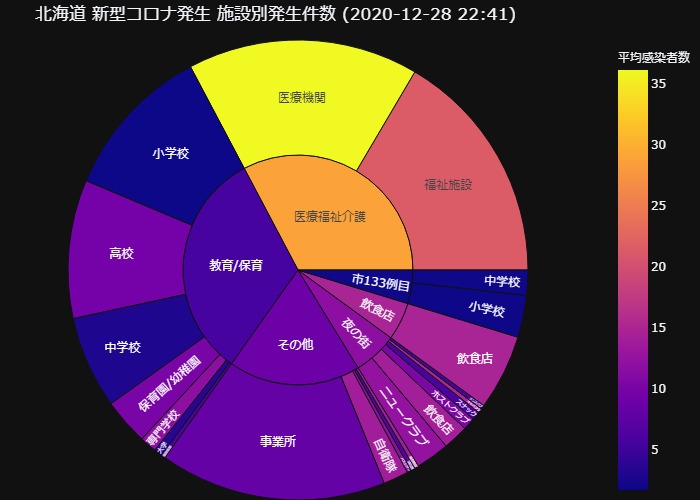 北海道 新型コロナ発生 施設別発生件数 (2020-12-28 22:41)
平均感染者数
35
30
25
20
15
10
5
医療機関
福祉施設
医療福祉介護
小学校
高校
教育/保育
中学校
保育園/幼稚園
専門学校
大学
その他
事業所
自衛隊
夜の街
ニュークラブ
飲食店
ホストクラブ
スナック
飲食店
飲食店
市133例目
中学校
小学校